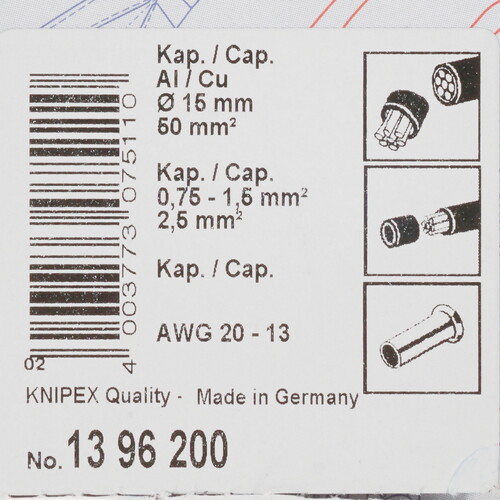 Kap. / Cap.
Al / Cu
Ø 15 mm
50 mm²
Kap. / Cap.
0,75 - 1,5 mm²
2,5 mm²
Kap. / Cap.
AWG 20 - 13
4 003773 075110
02
KNIPEX Quality - Made in Germany
No. 13 96 200